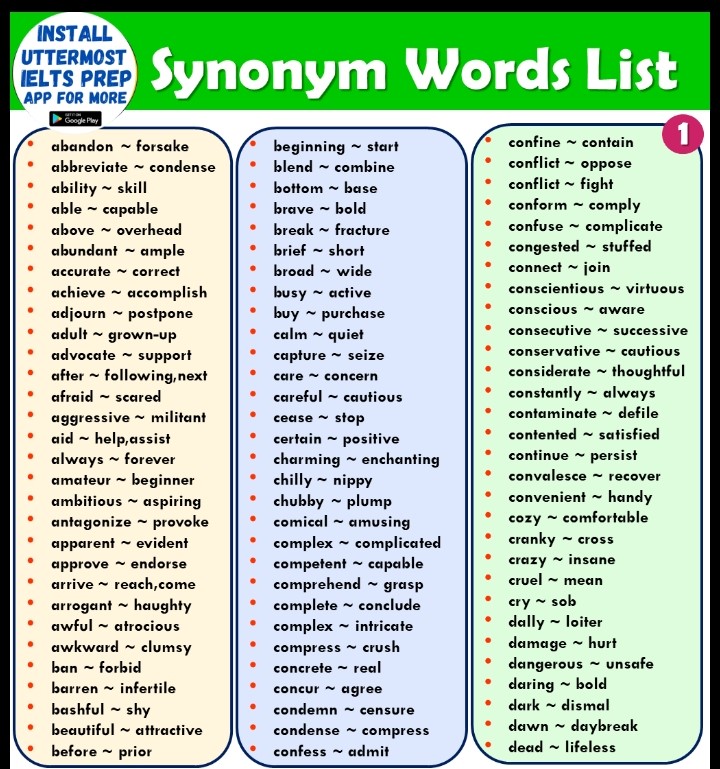 INSTALL
UTTERMOST
IELTS PREP
APP FOR MORE
GET IT ON
Google Play
Synonym Words List
1
abandon ~ forsake
abbreviate ~ condense
ability ~ skill
able ~ capable
above ~ overhead
abundant ~ ample
accurate ~ correct
achieve ~ accomplish
adjourn ~ postpone
adult ~ grown-up
advocate ~ support
after ~ following,next
afraid ~ scared
aggressive ~ militant
aid ~ help,assist
always ~ forever
amateur ~ beginner
ambitious ~ aspiring
antagonize ~ provoke
apparent ~ evident
approve ~ endorse
arrive ~ reach,come
arrogant ~ haughty
awful ~ atrocious
awkward ~ clumsy
ban ~ forbid
barren ~ infertile
bashful ~ shy
beautiful ~ attractive
before ~ prior
beginning ~ start
blend ~ combine
bottom ~ base
brave ~ bold
break ~ fracture
brief ~ short
broad ~ wide
busy ~ active
buy ~ purchase
calm ~ quiet
capture ~ seize
care ~ concern
careful ~ cautious
cease ~ stop
certain ~ positive
charming ~ enchanting
chilly ~ nippy
chubby ~ plump
comical ~ amusing
complex ~ complicated
competent ~ capable
comprehend ~ grasp
complete ~ conclude
complex ~ intricate
compress ~ crush
concrete ~ real
concur ~ agree
condemn ~ censure
condense ~ compress
confess ~ admit
confine ~ contain
conflict ~ oppose
conflict ~ fight
conform ~ comply
confuse ~ complicate
congested ~ stuffed
connect ~ join
conscientious ~ virtuous
conscious ~ aware
consecutive ~ successive
conservative ~ cautious
considerate ~ thoughtful
constantly ~ always
contaminate ~ defile
contented ~ satisfied
continue ~ persist
convalesce ~ recover
convenient ~ handy
cozy ~ comfortable
cranky ~ cross
crazy ~ insane
cruel ~ mean
cry ~ sob
dally ~ loiter
damage ~ hurt
dangerous ~ unsafe
daring ~ bold
dark ~ dismal
dawn ~ daybreak
dead ~ lifeless